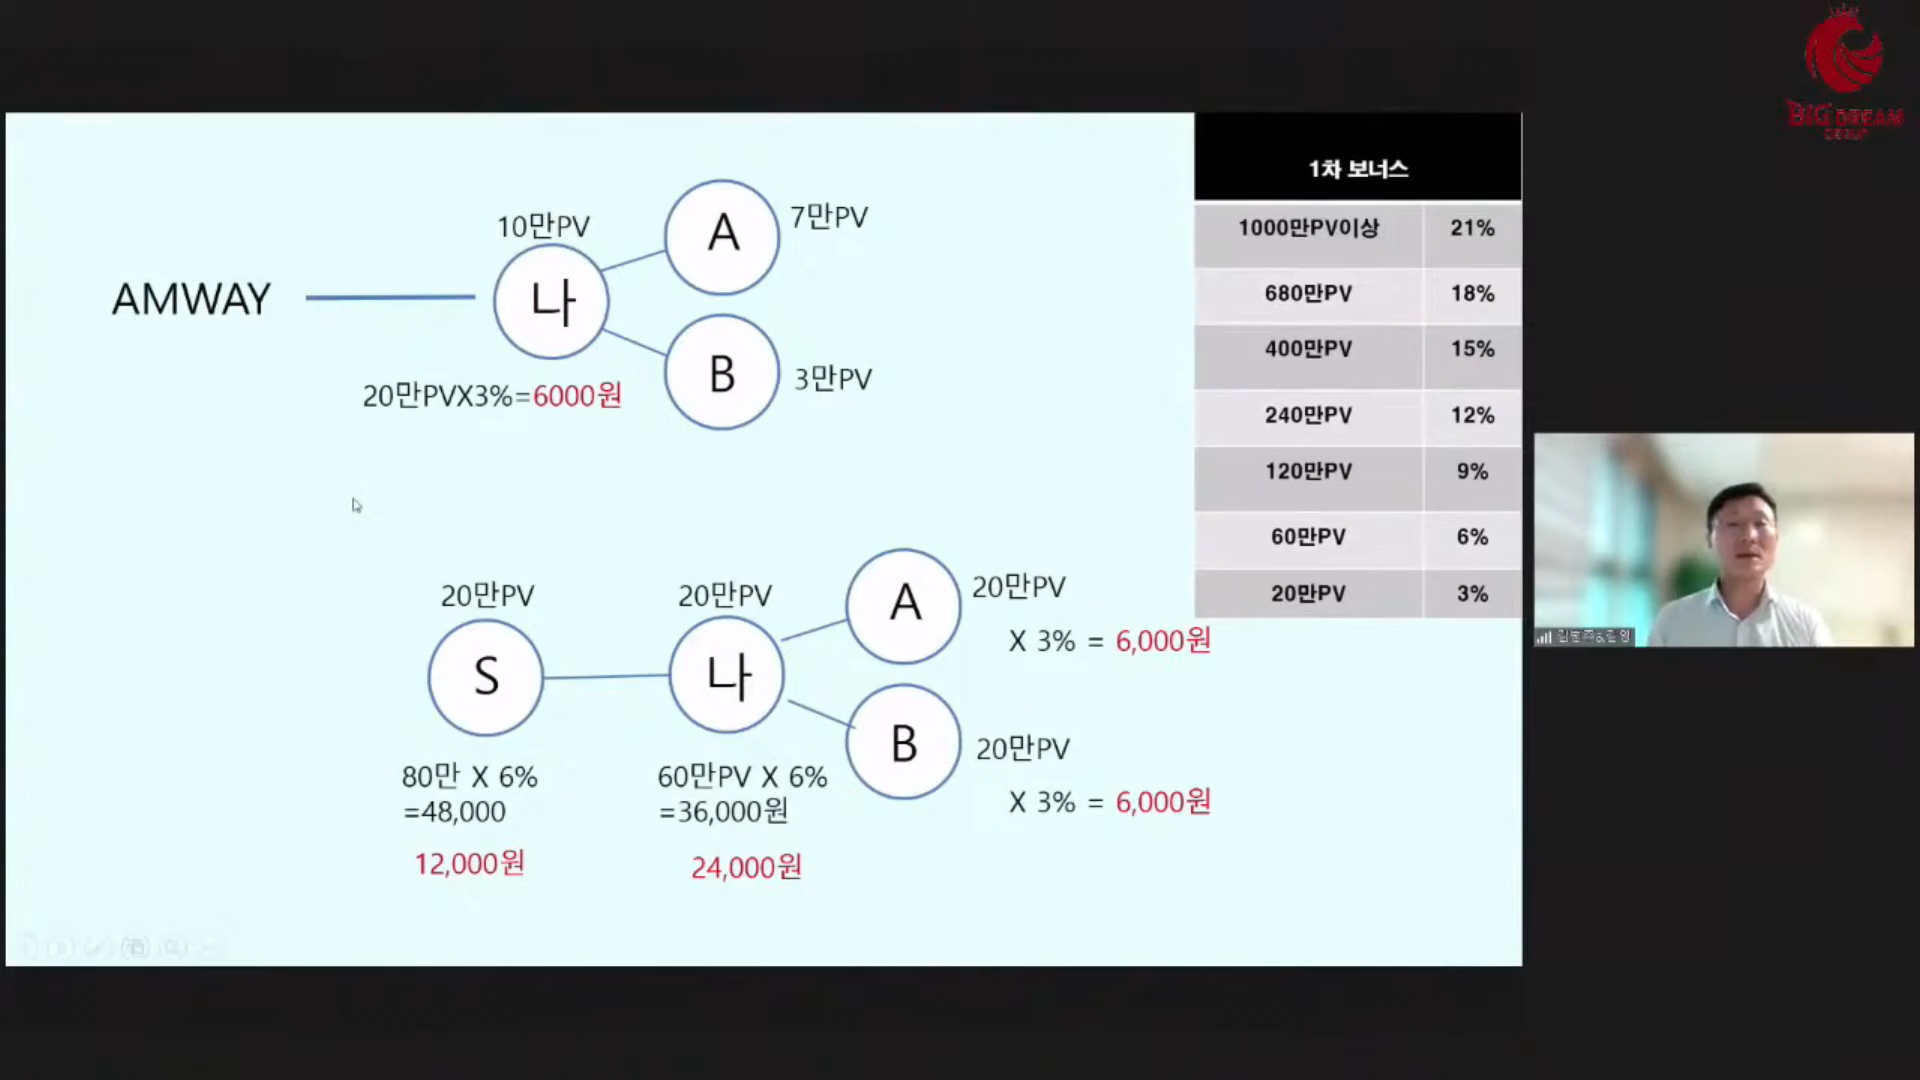 BIG DREAM
GROUP
1차 보너스
1000만PV이상 21%
680만PV 18%
400만PV 15%
240만PV 12%
120만PV 9%
60만PV 6%
20만PV 3%
10만PV
A
7만PV
AMWAY
나
B
3만PV
20만PVX3%=6000원
20만PV
S
20만PV
나
A
20만PV
X 3% = 6,000원
B
20만PV
X 3% = 6,000원
80만 X 6%
=48,000
12,000원
60만PV X 6%
=36,000원
24,000원